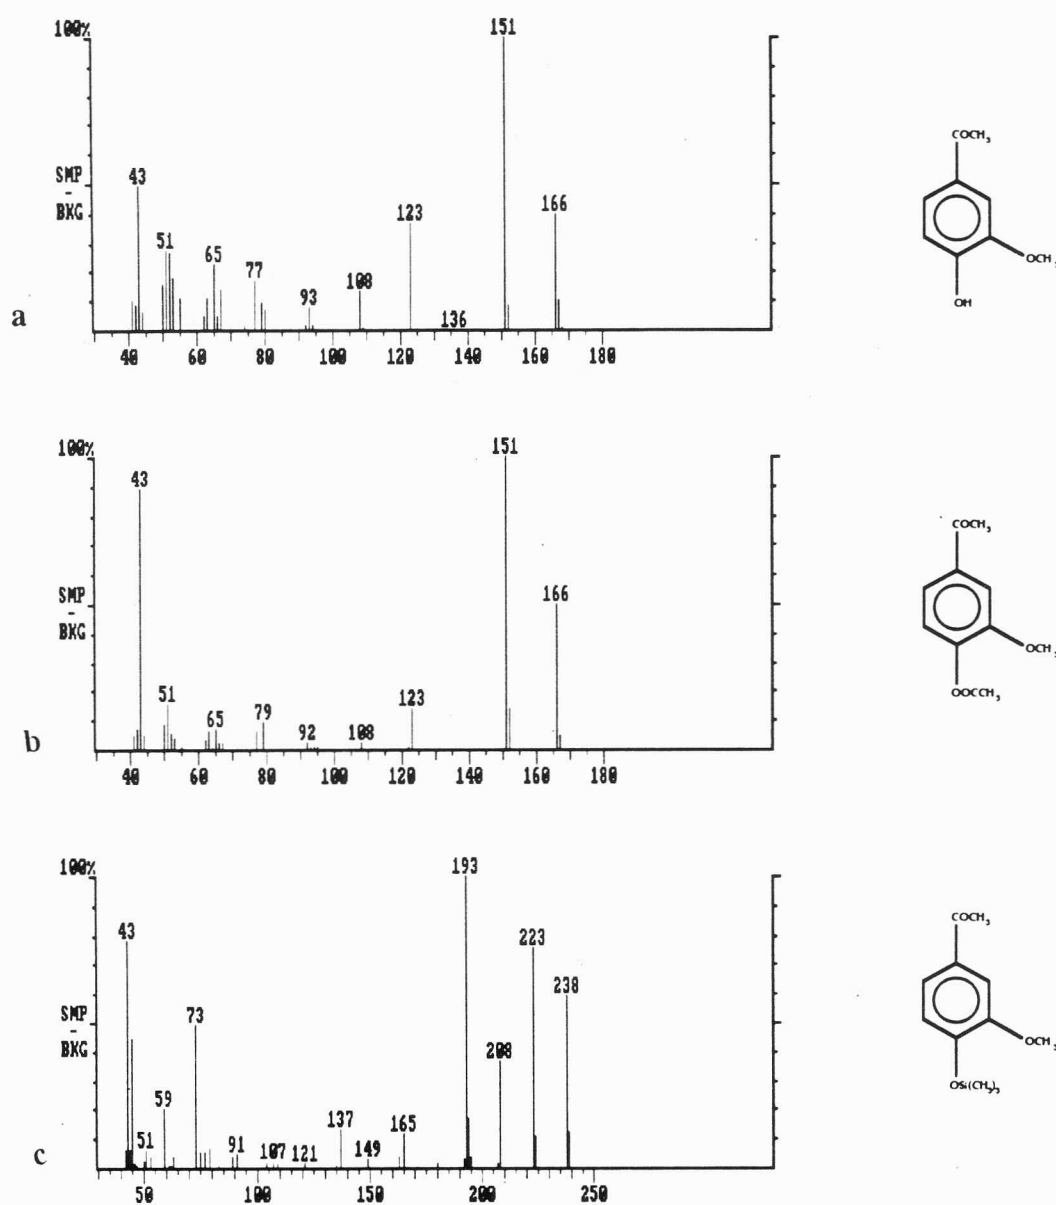 100%
151
43
SMP
-
BKG
166
123
51
65
77
108
93
136
a
40 60 80 100 120 140 160 180
COCH3
OCH3
OH
100%
151
43
SMP
-
BKG
166
51
65
79
92
108
123
b
40 60 80 100 120 140 160 180
COCH3
OCH3
OOCCH3
100%
193
43
223
238
SMP
-
BKG
73
208
59
51
91
107
121
137
149
165
c
50 100 150 200 250
COCH3
OCH3
OSi(CH3)3